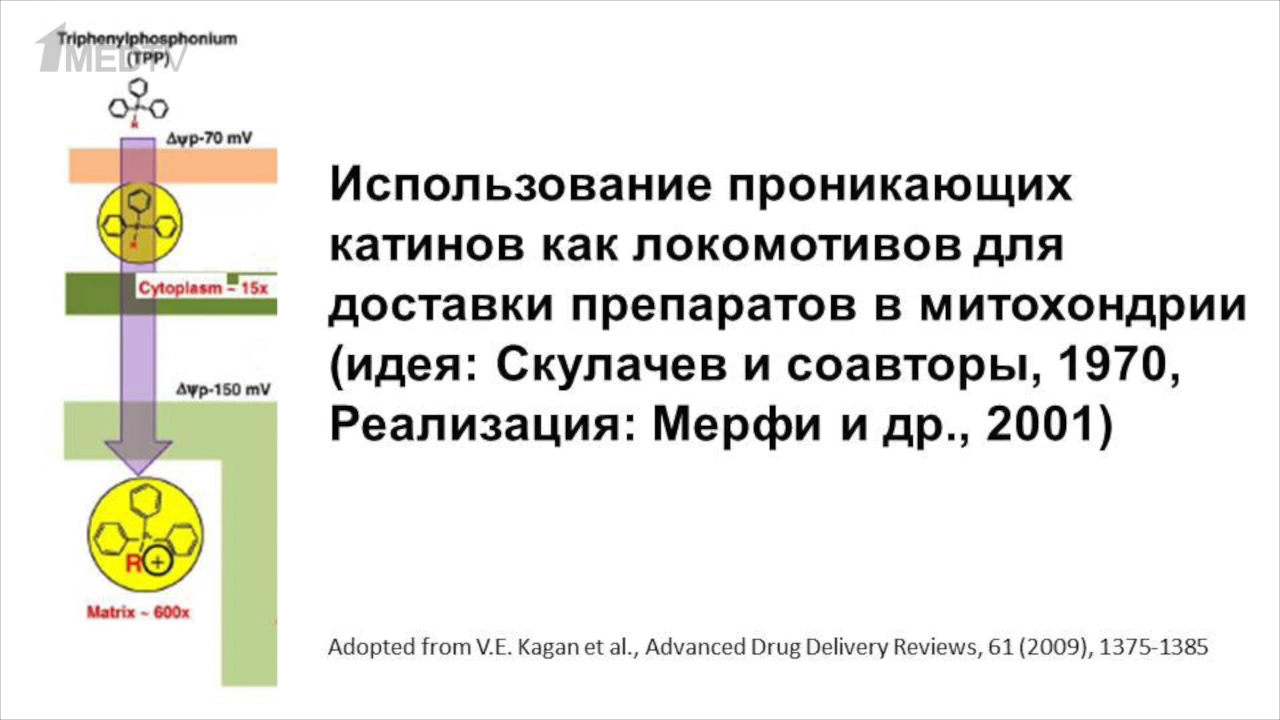 1MEDTV
Triphenylphosphonium
(TPP)
Δψp-70 mV
Cytoplasm ~ 15x
Δψp-150 mV
R
+
Matrix ~ 600x
Использование проникающих
катинов как локомотивов для
доставки препаратов в митохондрии
(идея: Скулачев и соавторы, 1970,
Реализация: Мерфи и др., 2001)
Adopted from V.E. Kagan et al., Advanced Drug Delivery Reviews, 61 (2009), 1375-1385